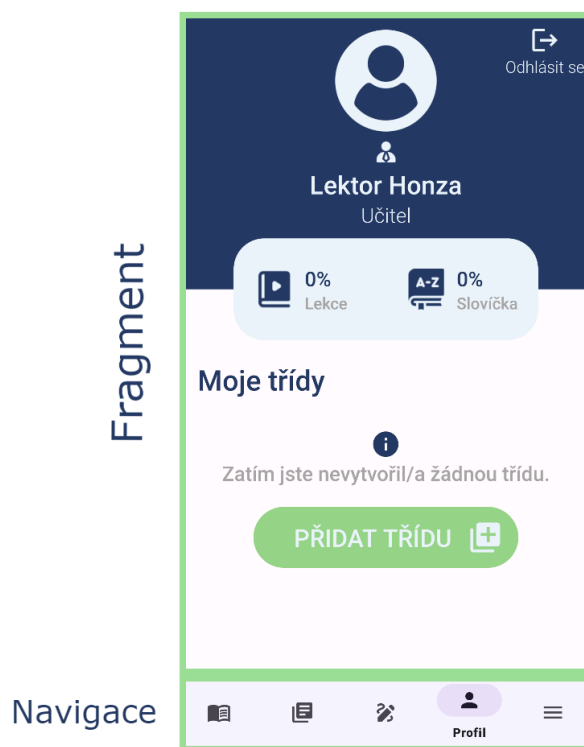 Odhlásit se
Lektor Honza
Učitel
0%
Lekce
A-Z
0%
Slovíčka
Fragment
Moje třídy
Zatím jste nevytvořil/a žádnou třídu.
PŘIDAT TŘÍDU
Navigace
Profil